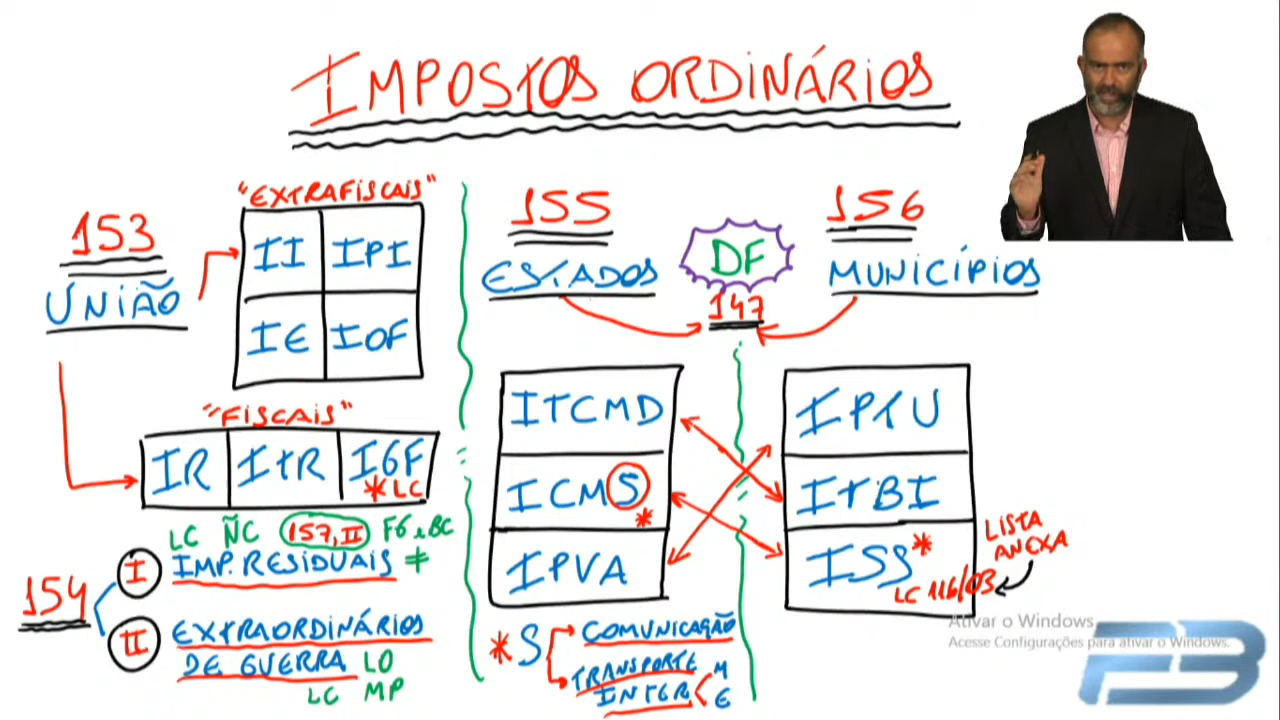 IMPOSTOS ORDINÁRIOS
153
UNIÃO
"EXTRAFISCAIS"
II IPI
IE IOF
"FISCAIS"
IR ITR IGF
* LC
LC ÑC 157, II FG e BC
154
I IMP. RESIDUAIS ≠
II EXTRAORDINÁRIOS
DE GUERRA LO
LC MP
155
ESTADOS
DF
147
156
MUNICÍPIOS
ITCMD
ICMS
*
IPVA
* S COMUNICAÇÃO
TRANSPORTE
INTER M
E
IPTU
ITBI
ISS *
LC 116/03
LISTA
ANEXA
Ativar o Windows
Acesse Configurações para ativar o Windows.